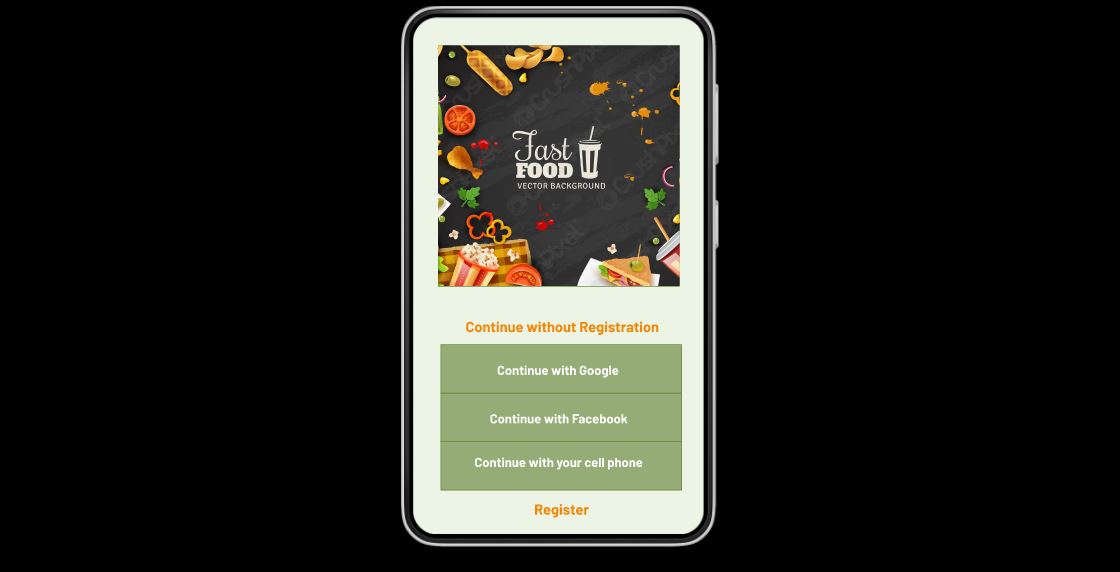 Fast
FOOD
VECTOR BACKGROUND
Continue without Registration
Continue with Google
Continue with Facebook
Continue with your cell phone
Register